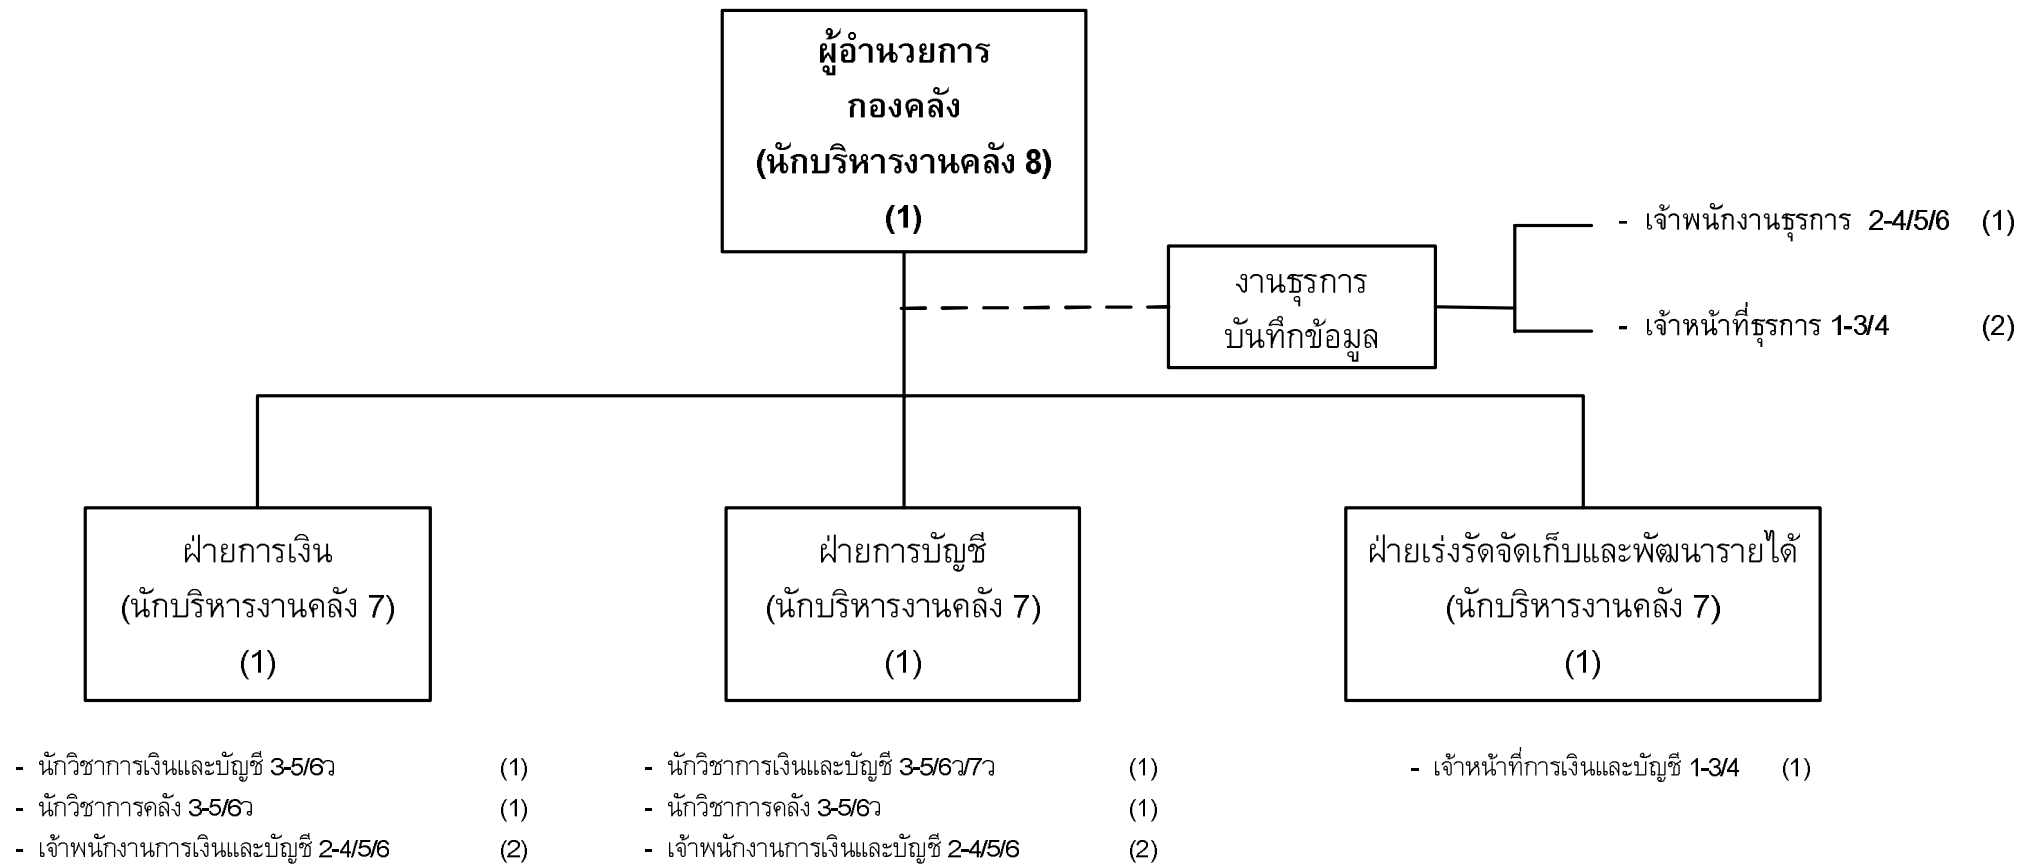 ผู้อำนวยการ
กองคลัง
(นักบริหารงานคลัง 8)
(1)
- เจ้าพนักงานธุรการ 2-4/5/6 (1)
งานธุรการ
บันทึกข้อมูล
- เจ้าหน้าที่ธุรการ 1-3/4 (2)
ฝ่ายการเงิน
(นักบริหารงานคลัง 7)
(1)
ฝ่ายการบัญชี
(นักบริหารงานคลัง 7)
(1)
ฝ่ายเร่งรัดจัดเก็บและพัฒนารายได้
(นักบริหารงานคลัง 7)
(1)
- นักวิชาการเงินและบัญชี 3-5/6ว (1)
- นักวิชาการคลัง 3-5/6ว (1)
- เจ้าพนักงานการเงินและบัญชี 2-4/5/6 (2)
- นักวิชาการเงินและบัญชี 3-5/6ว/7ว (1)
- นักวิชาการคลัง 3-5/6ว (1)
- เจ้าพนักงานการเงินและบัญชี 2-4/5/6 (2)
- เจ้าหน้าที่การเงินและบัญชี 1-3/4 (1)